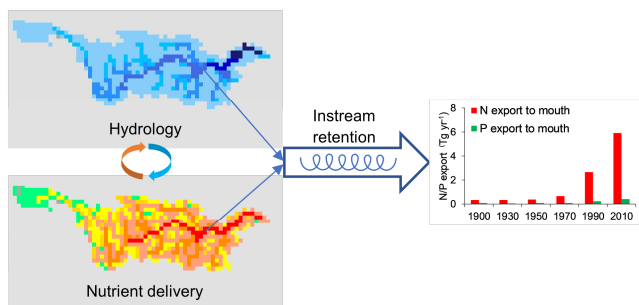 Hydrology
Nutrient delivery
Instream
retention
N/P export (Tg yr⁻¹)
8
6
4
2
0
N export to mouth
P export to mouth
1900 1930 1950 1970 1990 2010